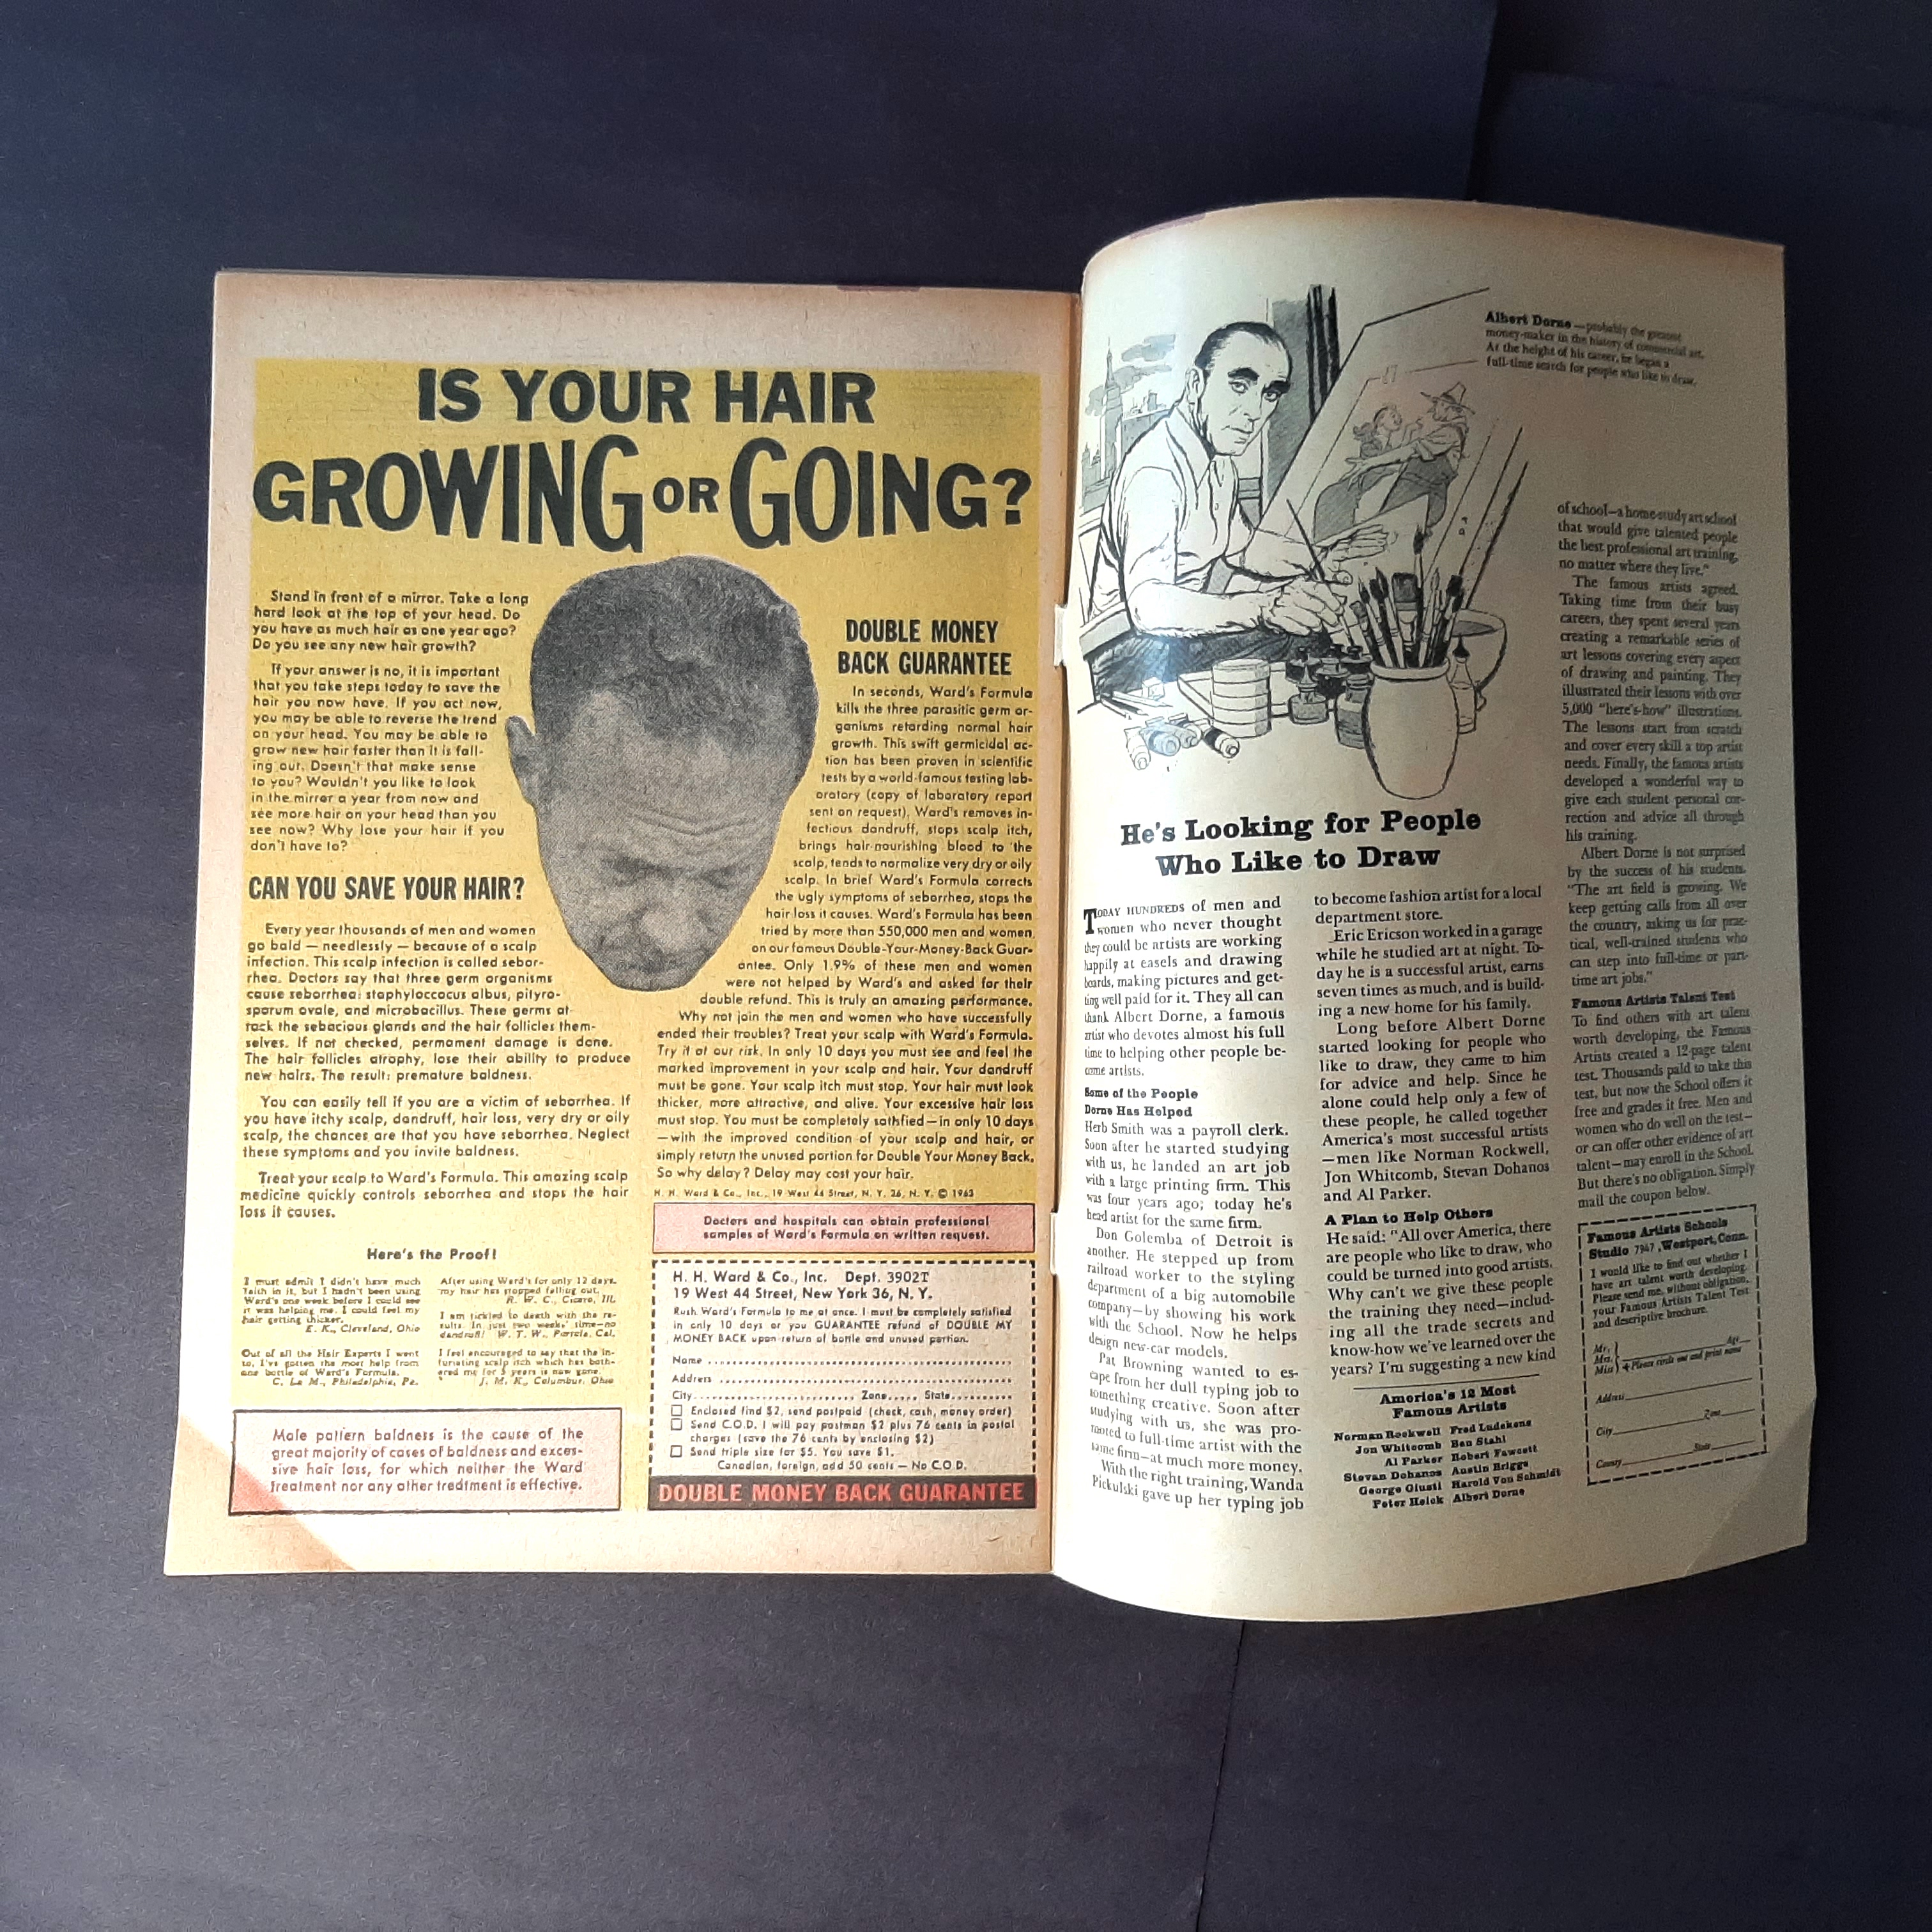 IS YOUR HAIR
GROWING OR GOING?
Stand in front of a mirror. Take a long
hard look at the top of your head. Do
you have as much hair as one year ago?
Do you see any new hair growth?
If your answer is no, it is important
that you take steps today to save the
hair you now have. If you act now,
you may be able to reverse the trend
on your head. You may be able to
grow new hair faster than it is fall-
ing out. Doesn't that make sense
to you? Wouldn't you like to look
in the mirror a year from now and
see more hair on your head than you
see now? Why lose your hair if you
don't have to?
CAN YOU SAVE YOUR HAIR?
Every year thousands of men and women
go bald — needlessly — because of a scalp
infection. This scalp infection is called sebor-
rhea. Doctors say that three germ organisms
cause seborrhea: staphyloccocus albus, pityro-
sporum ovale, and microbacillus. These germs at-
tack the sebacious glands and the hair follicles them-
selves. If not checked, permament damage is done.
The hair follicles atrophy, lose their ability to produce
new hairs. The result: premature baldness.
You can easily tell if you are a victim of seborrhea. If
you have itchy scalp, dandruff, hair loss, very dry or oily
scalp, the chances are that you have seborrhea. Neglect
these symptoms and you invite baldness.
Treat your scalp to Ward's Formula. This amazing scalp
medicine quickly controls seborrhea and stops the hair
loss it causes.
Here's the Proof!
I must admit I didn't have much
faith in it, but I hadn't been using
Ward's one week before I could see
it was helping me. I could feel my
hair getting thicker.
E. K., Cleveland, Ohio
Out of all the Hair Experts I went
to, I've gotten the most help from
one bottle of Ward's Formula.
C. La M., Philadelphia, Pa.
After using Ward's for only 12 days,
my hair has stopped falling out.
R. W. C., Cicero, Ill.
I am tickled to death with the re-
sults. In just two weeks' time—no
dandruff! W. T. W., Portola, Cal.
I feel encouraged to say that the in-
furiating scalp itch which has both-
ered me for 5 years is now gone.
J. M. K., Columbus, Ohio
Male pattern baldness is the cause of the
great majority of cases of baldness and exces-
sive hair loss, for which neither the Ward
treatment nor any other treatment is effective.
DOUBLE MONEY
BACK GUARANTEE
In seconds, Ward's Formula
kills the three parasitic germ or-
ganisms retarding normal hair
growth. This swift germicidal ac-
tion has been proven in scientific
tests by a world-famous testing lab-
oratory (copy of laboratory report
sent on request). Ward's removes in-
fectious dandruff, stops scalp itch,
brings hair-nourishing blood to the
scalp, tends to normalize very dry or oily
scalp. In brief Ward's Formula corrects
the ugly symptoms of seborrhea, stops the
hair loss it causes. Ward's Formula has been
tried by more than 550,000 men and women,
on our famous Double-Your-Money-Back Guar-
antee. Only 1.9% of these men and women
were not helped by Ward's and asked for their
double refund. This is truly an amazing performance.
Why not join the men and women who have successfully
ended their troubles? Treat your scalp with Ward's Formula.
Try it at our risk. In only 10 days you must see and feel the
marked improvement in your scalp and hair. Your dandruff
must be gone. Your scalp itch must stop. Your hair must look
thicker, more attractive, and alive. Your excessive hair loss
must stop. You must be completely satisfied—in only 10 days
—with the improved condition of your scalp and hair, or
simply return the unused portion for Double Your Money Back.
So why delay? Delay may cost your hair.
H. H. Ward & Co., Inc., 19 West 44 Street, N. Y. 36, N. Y. © 1963
Doctors and hospitals can obtain professional
samples of Ward's Formula on written request.
H. H. Ward & Co., Inc. Dept. 3902T
19 West 44 Street, New York 36, N. Y.
Rush Ward's Formula to me at once. I must be completely satisfied
in only 10 days or you GUARANTEE refund of DOUBLE MY
MONEY BACK upon return of bottle and unused portion.
Name
Address
City Zone State
Enclosed find $2, send postpaid (check, cash, money order)
Send C.O.D. I will pay postman $2 plus 76 cents in postal
charges (save the 76 cents by enclosing $2)
Send triple size for $5. You save $1.
Canadian, foreign, add 50 cents — No C.O.D.
DOUBLE MONEY BACK GUARANTEE
Albert Dorne—probably the greatest
money-maker in the history of commercial art.
At the height of his career, he began a
full-time search for people who like to draw.
D.A
He's Looking for People
Who Like to Draw
TODAY HUNDREDS of men and
women who never thought
they could be artists are working
happily at easels and drawing
boards, making pictures and get-
ting well paid for it. They all can
thank Albert Dorne, a famous
artist who devotes almost his full
time to helping other people be-
come artists.
Some of the People
Dorne Has Helped
Herb Smith was a payroll clerk.
Soon after he started studying
with us, he landed an art job
with a large printing firm. This
was four years ago; today he's
head artist for the same firm.
Don Golemba of Detroit is
another. He stepped up from
railroad worker to the styling
department of a big automobile
company—by showing his work
with the School. Now he helps
design new-car models.
Pat Browning wanted to es-
cape from her dull typing job to
something creative. Soon after
studying with us, she was pro-
moted to full-time artist with the
same firm—at much more money.
With the right training, Wanda
Pickulski gave up her typing job
to become fashion artist for a local
department store.
Eric Ericson worked in a garage
while he studied art at night. To-
day he is a successful artist, earns
seven times as much, and is build-
ing a new home for his family.
Long before Albert Dorne
started looking for people who
like to draw, they came to him
for advice and help. Since he
alone could help only a few of
these people, he called together
America's most successful artists
—men like Norman Rockwell,
Jon Whitcomb, Stevan Dohanos
and Al Parker.
A Plan to Help Others
He said: "All over America, there
are people who like to draw, who
could be turned into good artists.
Why can't we give these people
the training they need—includ-
ing all the trade secrets and
know-how we've learned over the
years? I'm suggesting a new kind
America's 12 Most
Famous Artists
Norman Rockwell Fred Ludekens
Jon Whitcomb Ben Stahl
Al Parker Robert Fawcett
Stevan Dohanos Austin Briggs
George Giusti Harold Von Schmidt
Peter Helck Albert Dorne
of school—a home-study art school
that would give talented people
the best professional art training,
no matter where they live."
The famous artists agreed.
Taking time from their busy
careers, they spent several years
creating a remarkable series of
art lessons covering every aspect
of drawing and painting. They
illustrated their lessons with over
5,000 "here's-how" illustrations.
The lessons start from scratch
and cover every skill a top artist
needs. Finally, the famous artists
developed a wonderful way to
give each student personal cor-
rection and advice all through
his training.
Albert Dorne is not surprised
by the success of his students.
"The art field is growing. We
keep getting calls from all over
the country, asking us for prac-
tical, well-trained students who
can step into full-time or part-
time art jobs."
Famous Artists Talent Test
To find others with art talent
worth developing, the Famous
Artists created a 12-page talent
test. Thousands paid to take this
test, but now the School offers it
free and grades it free. Men and
women who do well on the test—
or can offer other evidence of art
talent—may enroll in the School.
But there's no obligation. Simply
mail the coupon below.
Famous Artists Schools
Studio 7947, Westport, Conn.
I would like to find out whether I
have art talent worth developing.
Please send me, without obligation,
your Famous Artists Talent Test
and descriptive brochure.
Mr. Age
Mrs. Please circle one and print name
Miss
Address
City Zone
County State